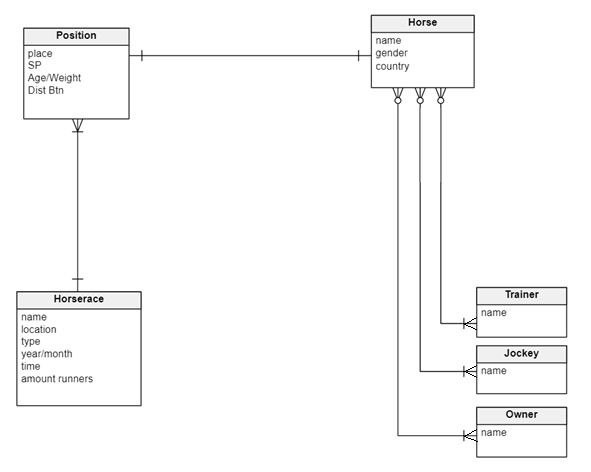 Position
place
SP
Age/Weight
Dist Btn
Horse
name
gender
country
Horserace
name
location
type
year/month
time
amount runners
Trainer
name
Jockey
name
Owner
name